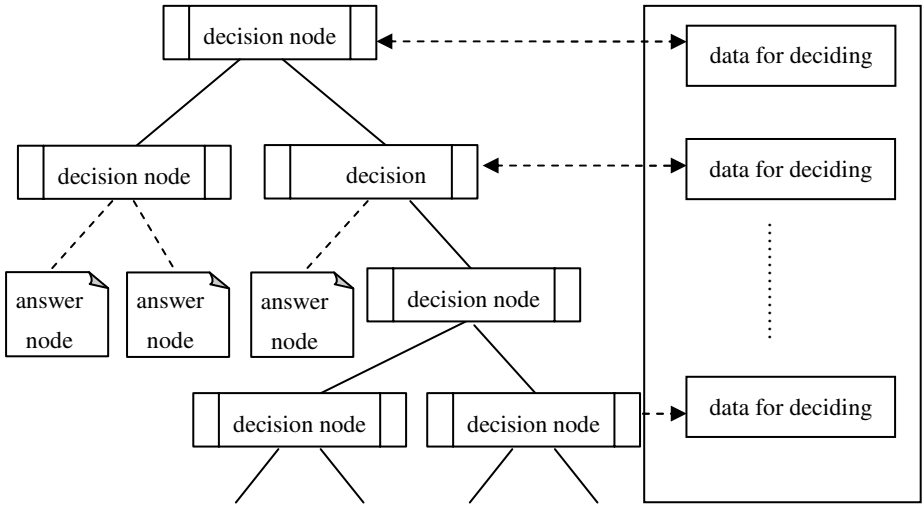 decision node
data for deciding
decision node
decision
data for deciding
answer
node
answer
node
answer
node
decision node
decision node
decision node
data for deciding